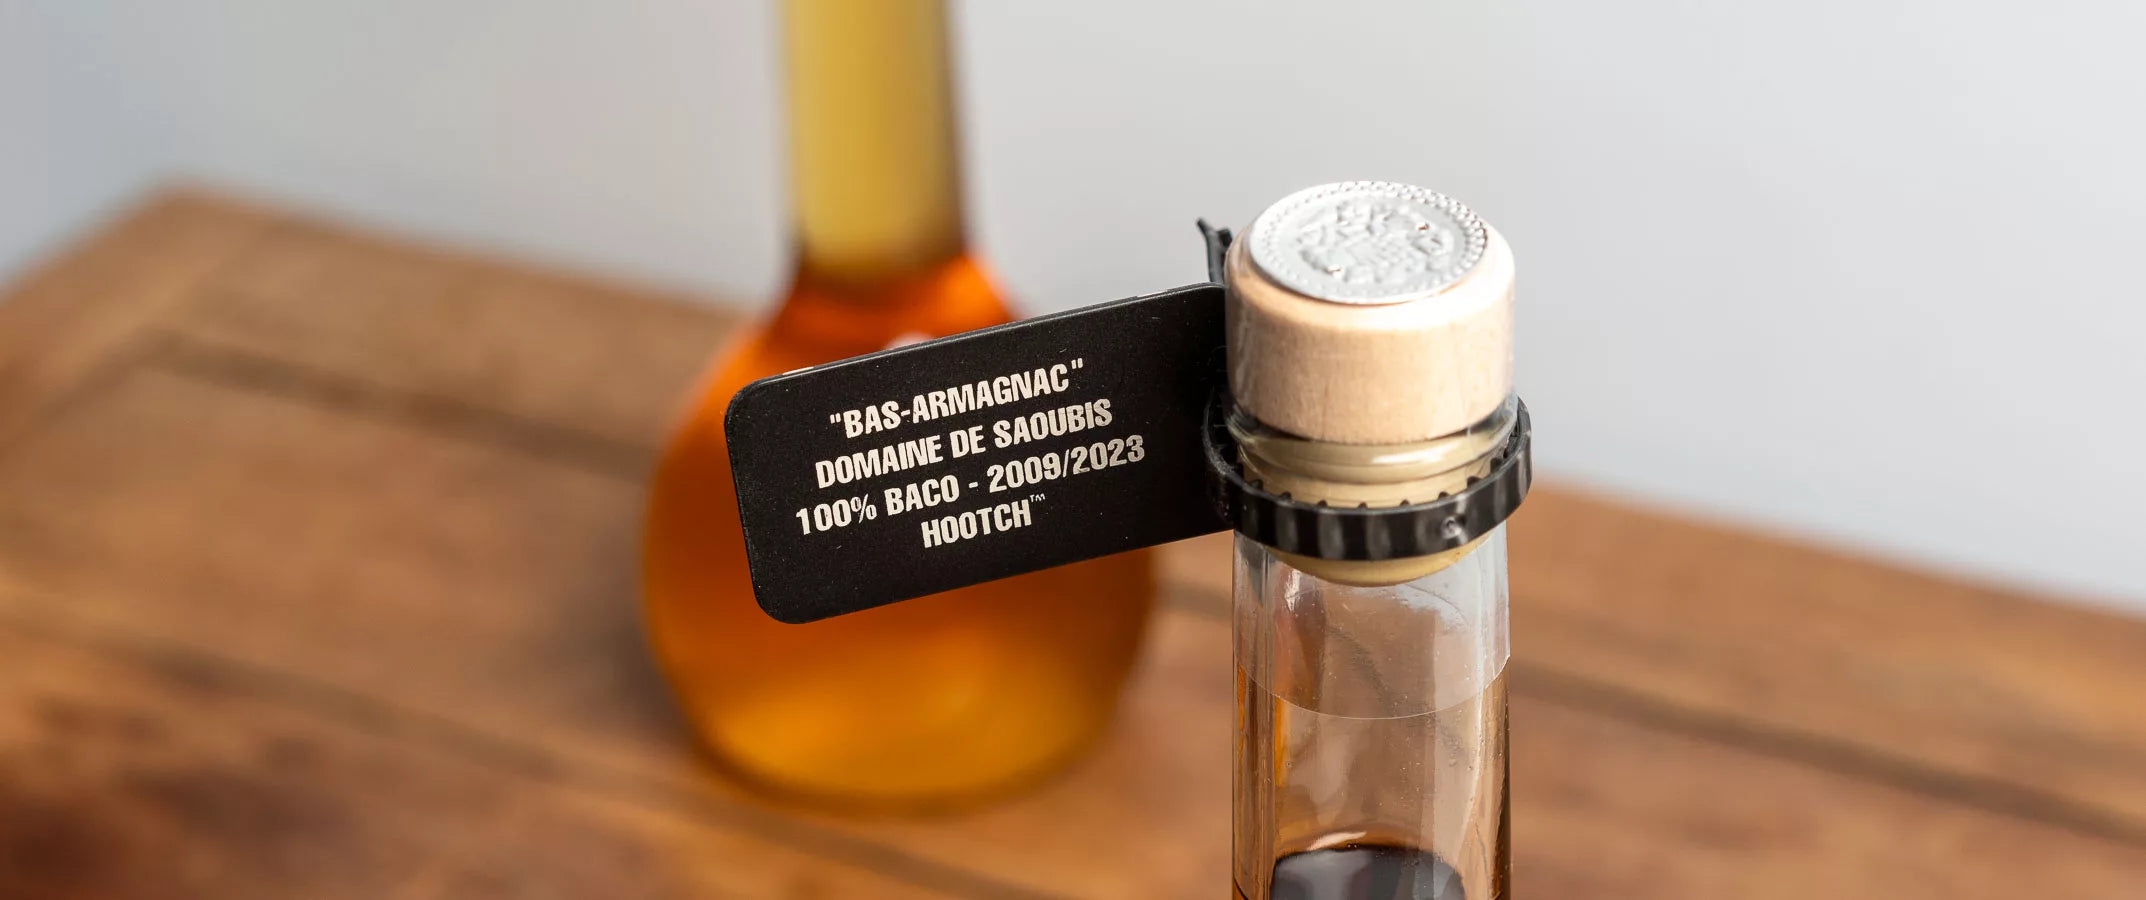 "BAS-ARMAGNAC"
DOMAINE DE SAOUBIS
100% BACO - 2009/2023
HOOTCH™